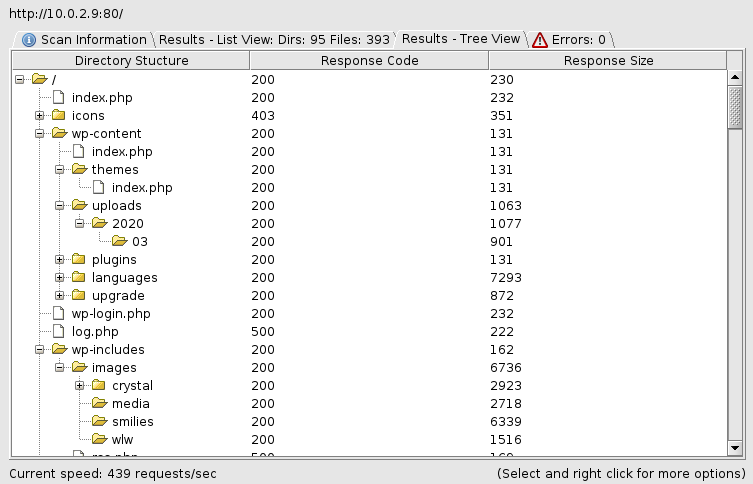 http://10.0.2.9:80/
Scan Information Results - List View: Dirs: 95 Files: 393 Results - Tree View Errors: 0
Directory Stucture Response Code Response Size
/ 200 230
index.php 200 232
icons 403 351
wp-content 200 131
index.php 200 131
themes 200 131
index.php 200 131
uploads 200 1063
2020 200 1077
03 200 901
plugins 200 131
languages 200 7293
upgrade 200 872
wp-login.php 200 232
log.php 500 222
wp-includes 200 162
images 200 6736
crystal 200 2923
media 200 2718
smilies 200 6339
wlw 200 1516
Current speed: 439 requests/sec (Select and right click for more options)